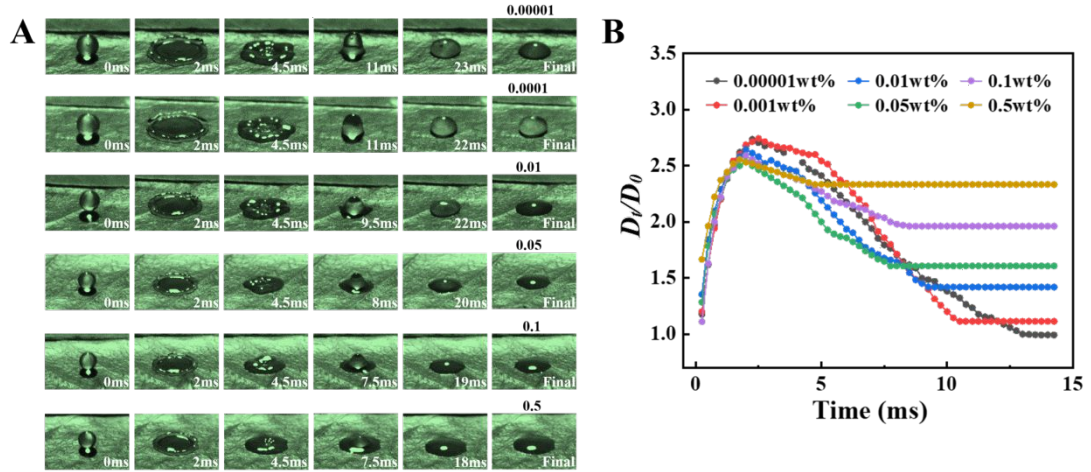 A
0.00001
0ms 2ms 4.5ms 11ms 23ms Final
0.0001
0ms 2ms 4.5ms 11ms 22ms Final
0.01
0ms 2ms 4.5ms 9.5ms 22ms Final
0.05
0ms 2ms 4.5ms 8ms 20ms Final
0.1
0ms 2ms 4.5ms 7.5ms 19ms Final
0.5
0ms 2ms 4.5ms 7.5ms 18ms Final
B
0.00001wt% 0.01wt% 0.1wt%
0.001wt% 0.05wt% 0.5wt%
3.5
3.0
2.5
2.0
1.5
1.0
Dt/D0
0 5 10 15
Time (ms)